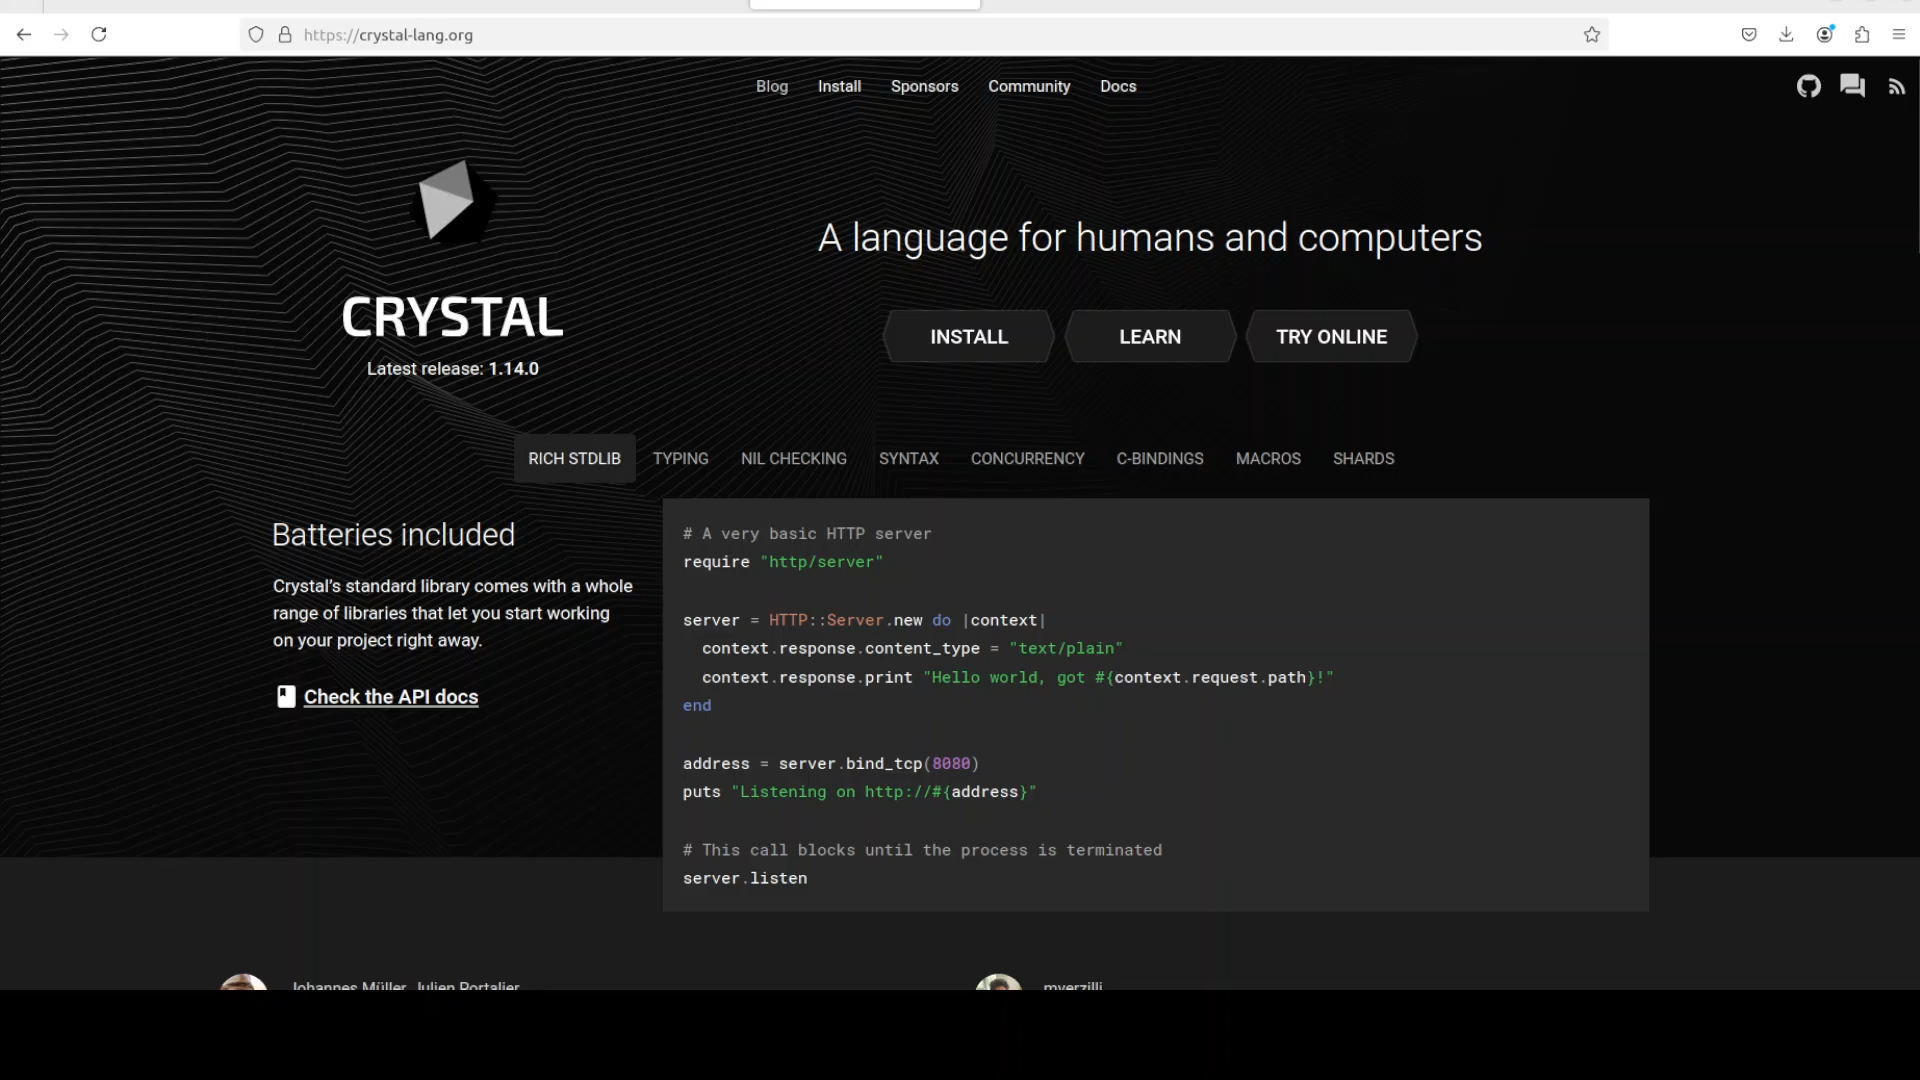 https://crystal-lang.org
Blog Install Sponsors Community Docs
A language for humans and computers
CRYSTAL
Latest release: 1.14.0
INSTALL LEARN TRY ONLINE
RICH STDLIB TYPING NIL CHECKING SYNTAX CONCURRENCY C-BINDINGS MACROS SHARDS
Batteries included
Crystal’s standard library comes with a whole
range of libraries that let you start working
on your project right away.
Check the API docs
# A very basic HTTP server
require "http/server"
server = HTTP::Server.new do |context|
  context.response.content_type = "text/plain"
  context.response.print "Hello world, got #{context.request.path}!"
end
address = server.bind_tcp(8080)
puts "Listening on http://#{address}"
# This call blocks until the process is terminated
server.listen
Johannes Müller, Julien Portalier
myerzilli